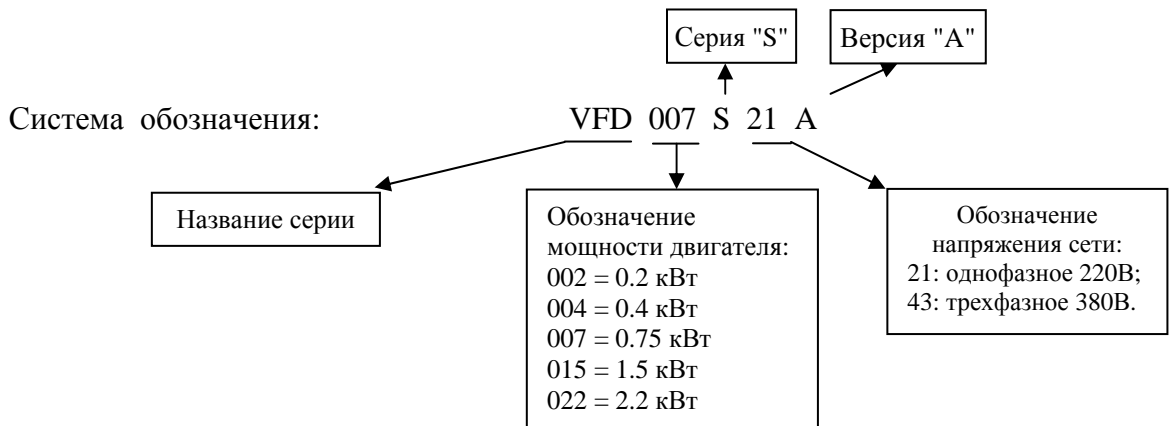 Серия "S"
Версия "A"
Система обозначения: VFD 007 S 21 A
Название серии
Обозначение
мощности двигателя:
002 = 0.2 кВт
004 = 0.4 кВт
007 = 0.75 кВт
015 = 1.5 кВт
022 = 2.2 кВт
Обозначение
напряжения сети:
21: однофазное 220В;
43: трехфазное 380В.